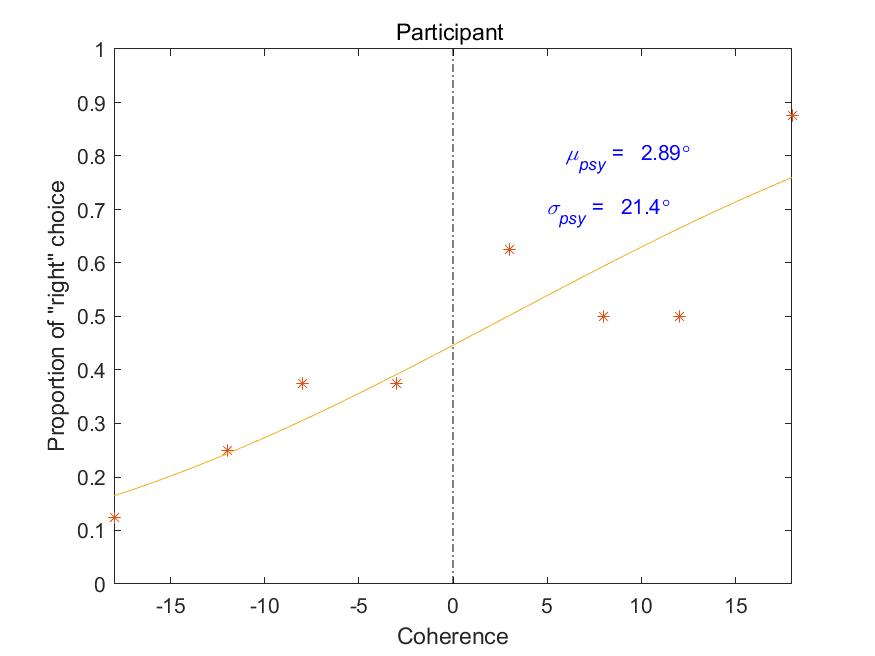 Participant
1
0.9
0.8
0.7
0.6
0.5
0.4
0.3
0.2
0.1
0
Proportion of "right" choice
μpsy = 2.89°
σpsy = 21.4°
-15 -10 -5 0 5 10 15
Coherence